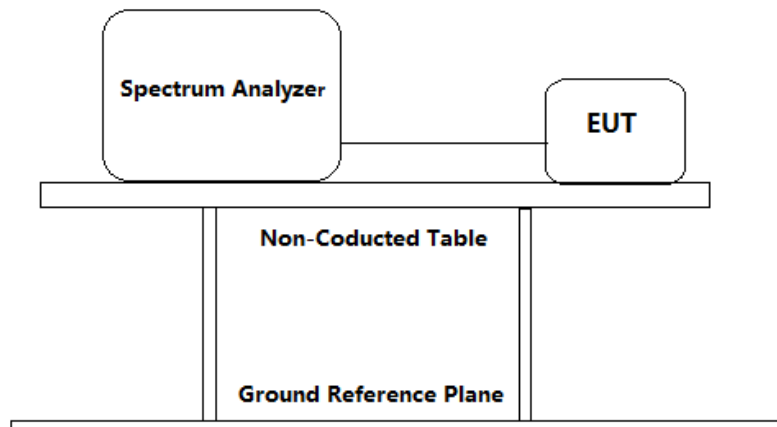 Spectrum Analyzer
EUT
Non-Coducted Table
Ground Reference Plane